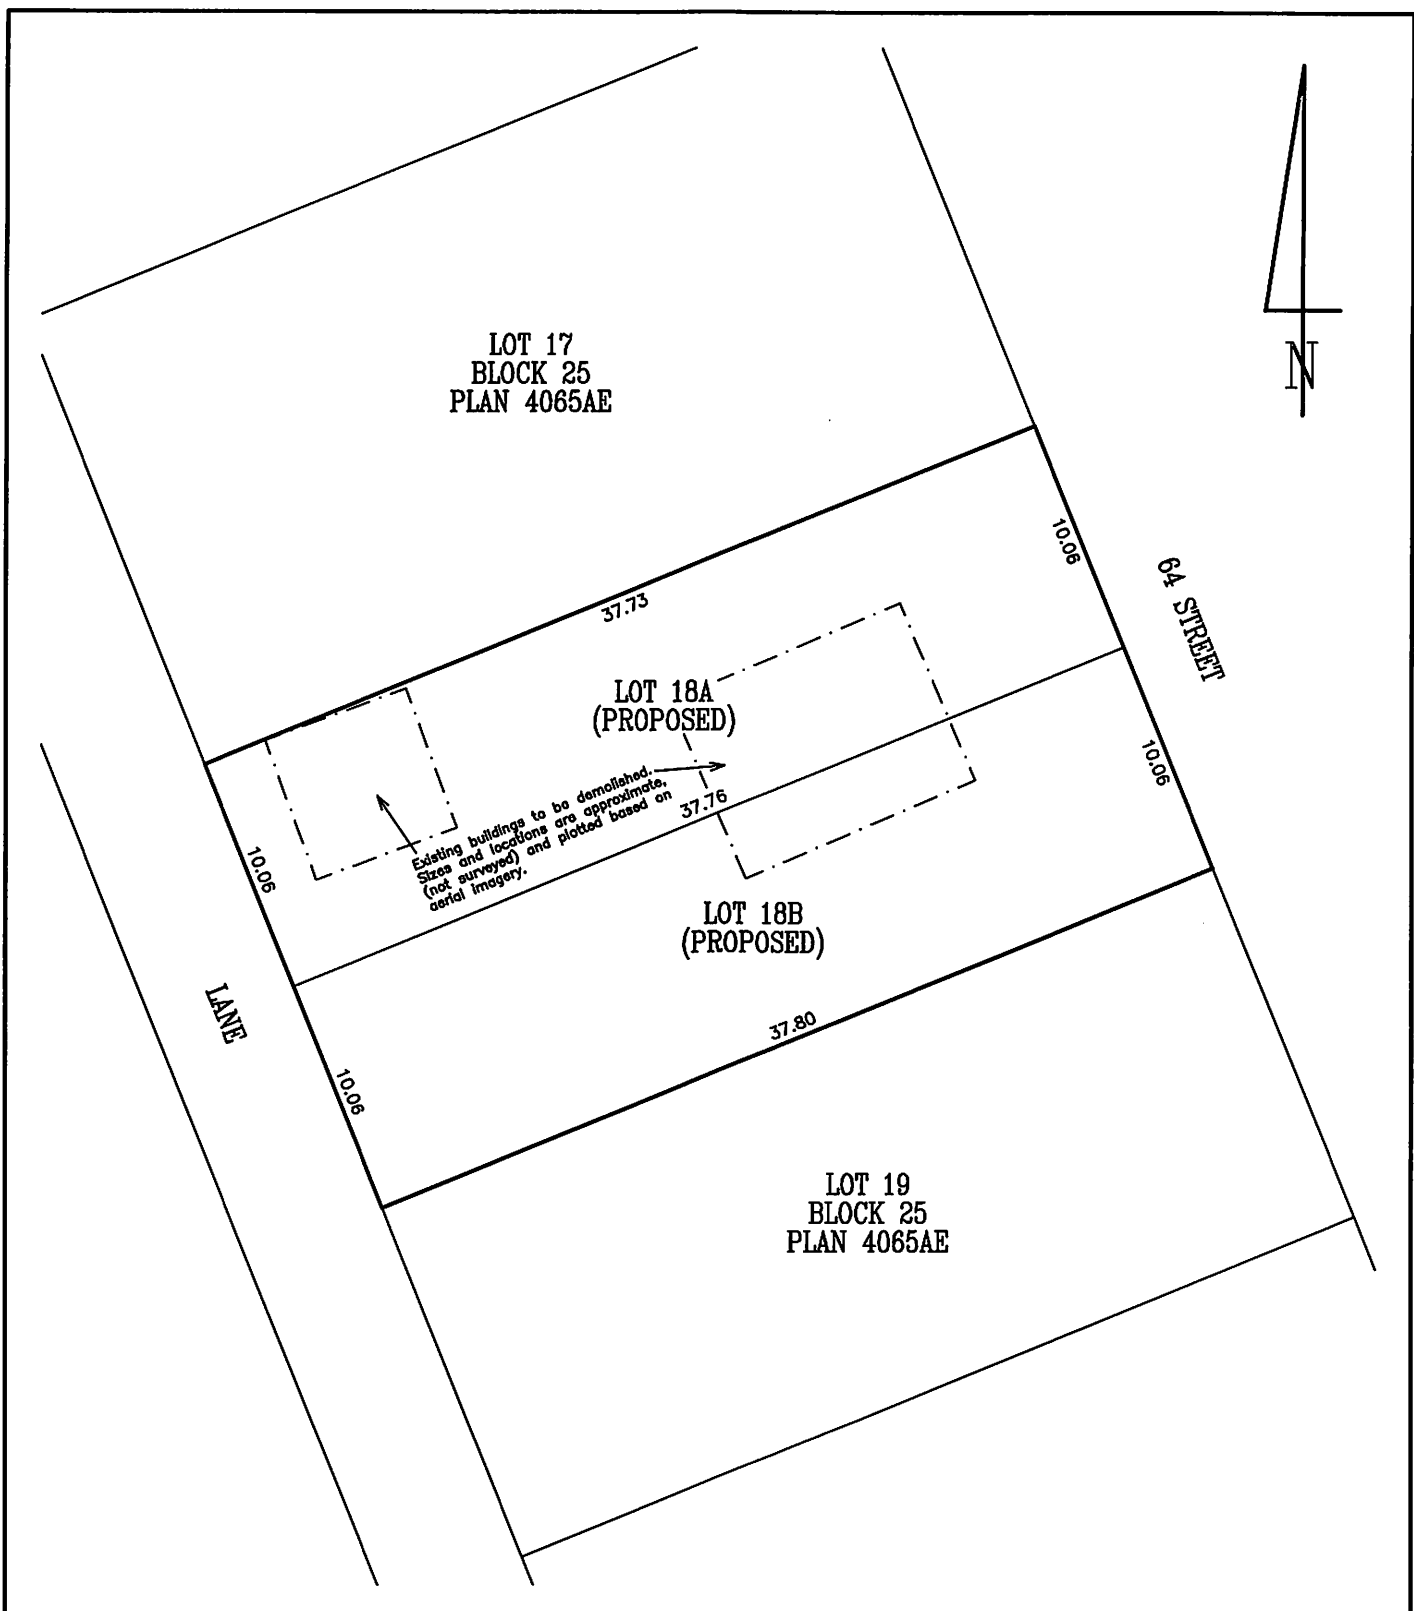 N
LOT 17
BLOCK 25
PLAN 4065AE
10.06
64 STREET
37.73
LOT 18A
(PROPOSED)
10.06
Existing buildings to be demolished.
Sizes and locations are approximate,
(not surveyed) and plotted based on
aerial imagery.
37.76
10.06
LOT 18B
(PROPOSED)
LANE
37.80
10.06
LOT 19
BLOCK 25
PLAN 4065AE